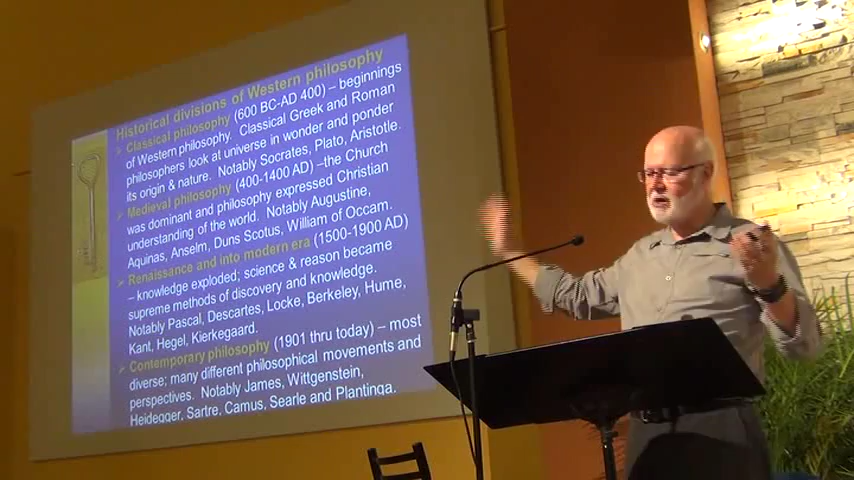 Historical divisions of Western philosophy
Classical philosophy (600 BC-AD 400) – beginnings
of Western philosophy. Classical Greek and Roman
philosophers look at universe in wonder and ponder
its origin & nature. Notably Socrates, Plato, Aristotle.
Medieval philosophy (400-1400 AD) –the Church
was dominant and philosophy expressed Christian
understanding of the world. Notably Augustine,
Aquinas, Anselm, Duns Scotus, William of Occam.
Renaissance and into modern era (1500-1900 AD)
– knowledge exploded; science & reason became
supreme methods of discovery and knowledge.
Notably Pascal, Descartes, Locke, Berkeley, Hume,
Kant, Hegel, Kierkegaard.
Contemporary philosophy (1901 thru today) – most
diverse; many different philosophical movements and
perspectives. Notably James, Wittgenstein,
Heidegger, Sartre, Camus, Searle and Plantinga.